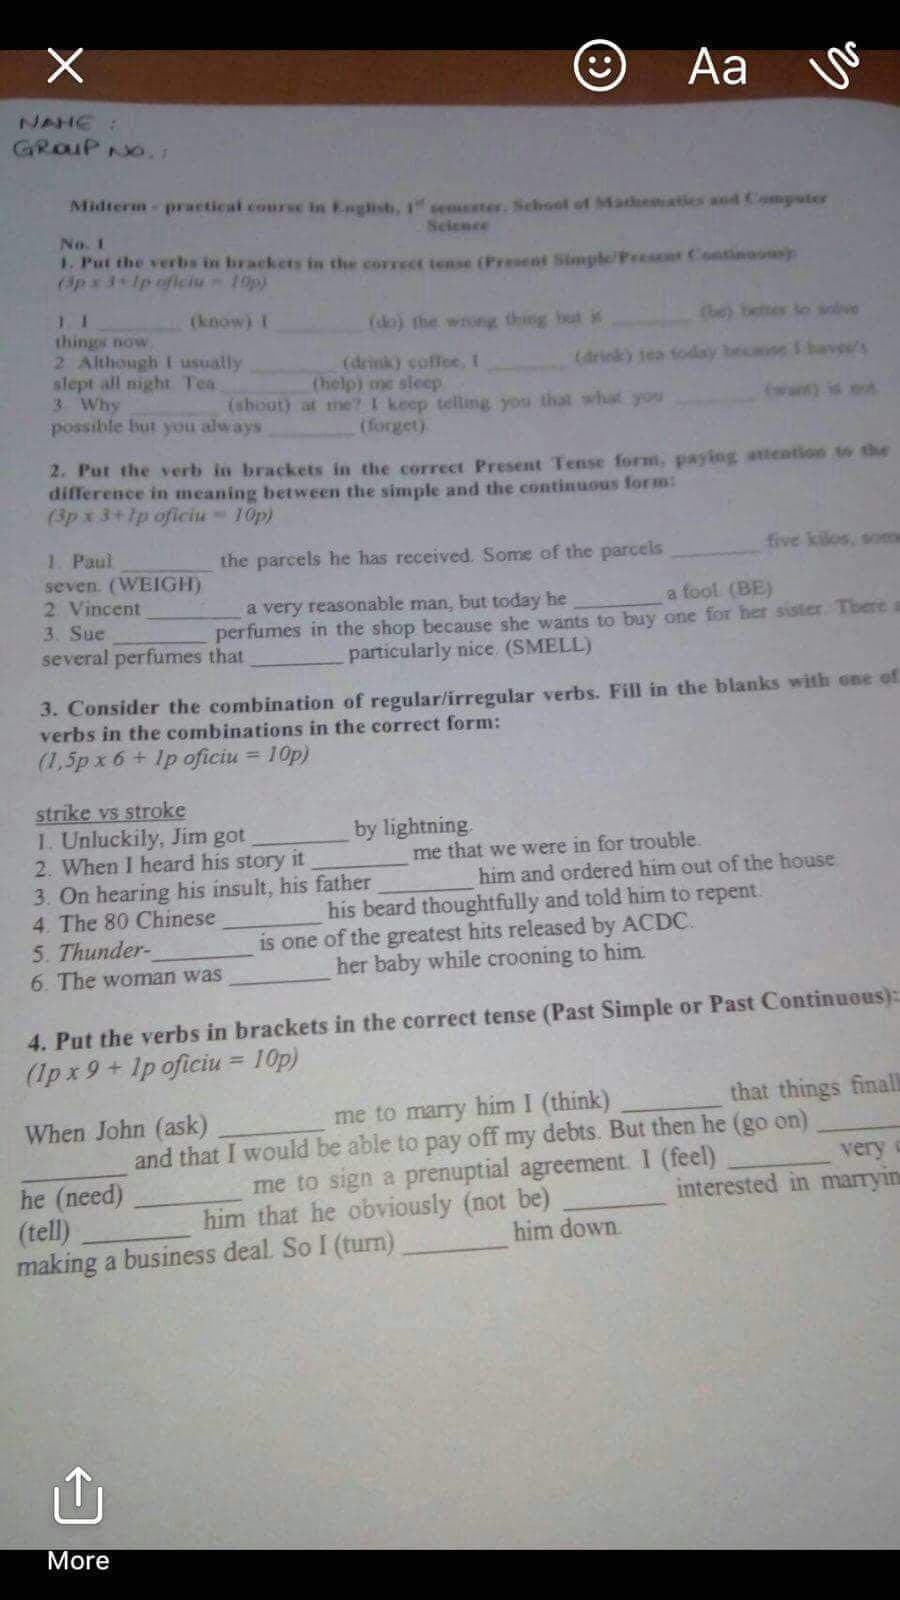 Aa
NAME :
GROUP NO. :
Midterm - practical course in English, 1st semester, School of Mathematics and Computer
Science
No. 1
1. Put the verbs in brackets in the correct tense (Present Simple/Present Continuous):
(3p x 3+1p oficiu = 10p)
1. I ________ (know) I ________ (do) the wrong thing but it ________ (be) better to solve
things now.
2. Although I usually ________ (drink) coffee, I ________ (drink) tea today because I haven't
slept all night. Tea ________ (help) me sleep.
3. Why ________ (shout) at me? I keep telling you that what you ________ (want) is not
possible but you always ________ (forget).
2. Put the verb in brackets in the correct Present Tense form, paying attention to the
difference in meaning between the simple and the continuous form:
(3p x 3+1p oficiu = 10p)
1. Paul ________ the parcels he has received. Some of the parcels ________ five kilos, some
seven. (WEIGH)
2. Vincent ________ a very reasonable man, but today he ________ a fool. (BE)
3. Sue ________ perfumes in the shop because she wants to buy one for her sister. There
several perfumes that ________ particularly nice. (SMELL)
3. Consider the combination of regular/irregular verbs. Fill in the blanks with one of
verbs in the combinations in the correct form:
(1,5p x 6 + 1p oficiu = 10p)
strike vs stroke
1. Unluckily, Jim got ________ by lightning.
2. When I heard his story it ________ me that we were in for trouble.
3. On hearing his insult, his father ________ him and ordered him out of the house.
4. The 80 Chinese ________ his beard thoughtfully and told him to repent.
5. Thunder-________ is one of the greatest hits released by ACDC.
6. The woman was ________ her baby while crooning to him.
4. Put the verbs in brackets in the correct tense (Past Simple or Past Continuous):
(1p x 9 + 1p oficiu = 10p)
When John (ask) ________ me to marry him I (think) ________ that things finall
________ and that I would be able to pay off my debts. But then he (go on) ________
he (need) ________ me to sign a prenuptial agreement. I (feel) ________ very
(tell) ________ him that he obviously (not be) ________ interested in marryin
making a business deal. So I (turn) ________ him down.
More